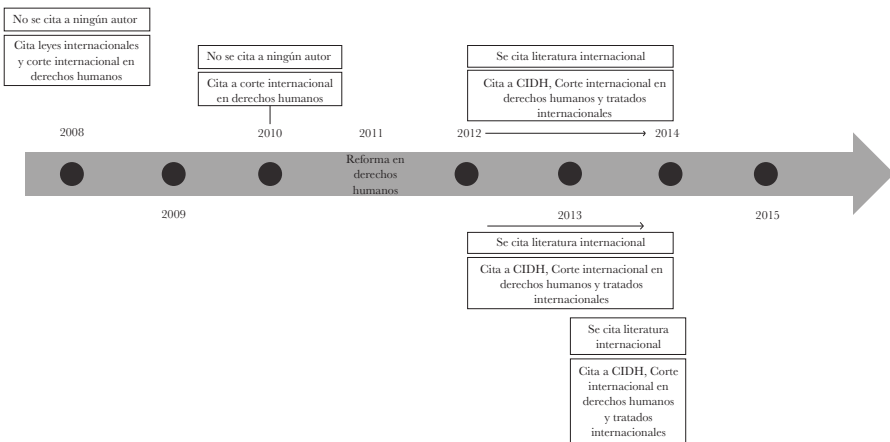 No se cita a ningún autor
Cita leyes internacionales
y corte internacional en
derechos humanos
No se cita a ningún autor
Cita a corte internacional
en derechos humanos
Se cita literatura internacional
Cita a CIDH, Corte internacional en
derechos humanos y tratados
internacionales
2008
2010
2011
2012
2014
Reforma en
derechos
humanos
2009
2013
2015
Se cita literatura internacional
Cita a CIDH, Corte internacional en
derechos humanos y tratados
internacionales
Se cita literatura
internacional
Cita a CIDH, Corte
internacional en
derechos humanos
y tratados
internacionales